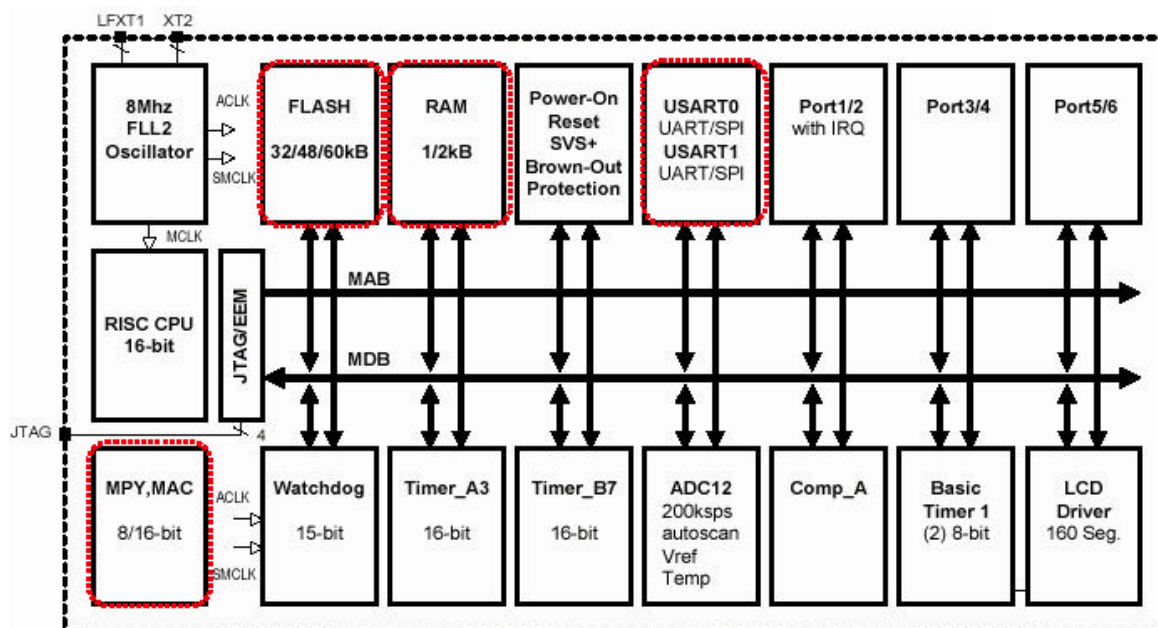 LFXT1
XT2
8Mhz
FLL2
Oscillator
ACLK
SMCLK
FLASH
32/48/60kB
RAM
1/2kB
Power-On
Reset
SVS+
Brown-Out
Protection
USART0
UART/SPI
USART1
UART/SPI
Port1/2
with IRQ
Port3/4
Port5/6
MCLK
RISC CPU
16-bit
JTAG/EEM
MAB
MDB
JTAG
4
MPY,MAC
8/16-bit
ACLK
SMCLK
Watchdog
15-bit
Timer_A3
16-bit
Timer_B7
16-bit
ADC12
200ksps
autoscan
Vref
Temp
Comp_A
Basic
Timer 1
(2) 8-bit
LCD
Driver
160 Seg.